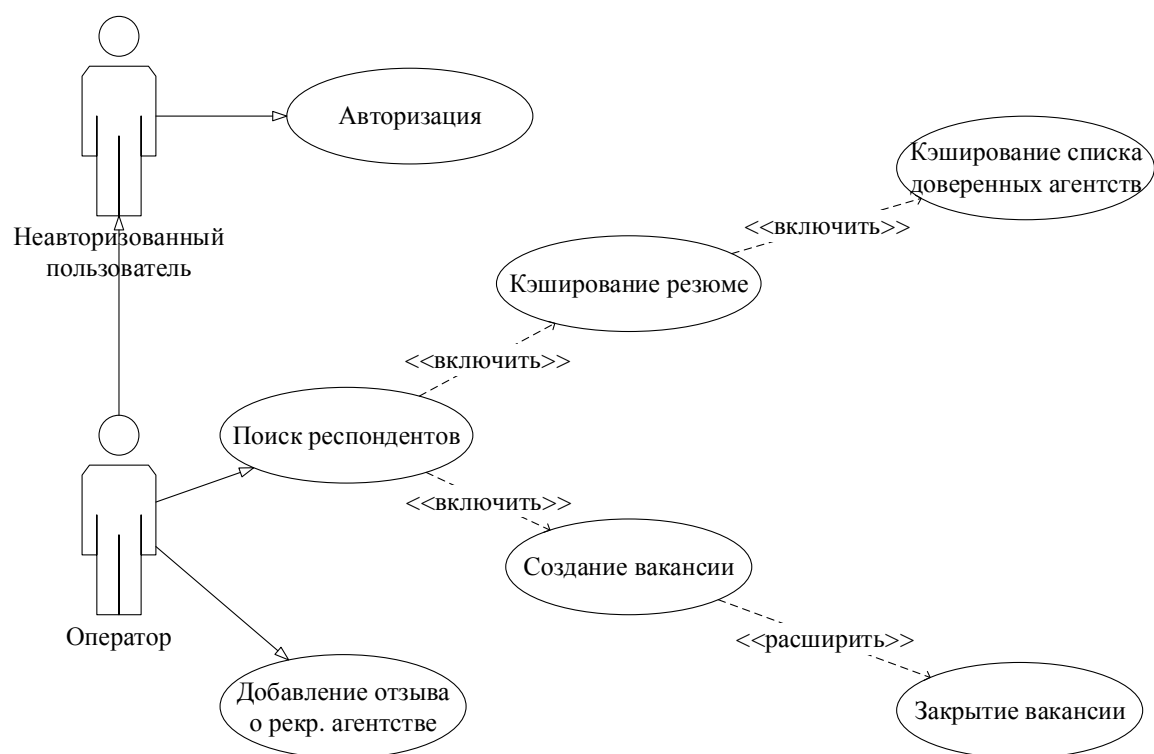 Авторизация
Кэширование списка
доверенных агентств
<<включить>>
Неавторизованный
пользователь
Кэширование резюме
<<включить>>
Поиск респондентов
<<включить>>
Создание вакансии
Оператор
<<расширить>>
Добавление отзыва
о рекр. агентстве
Закрытие вакансии